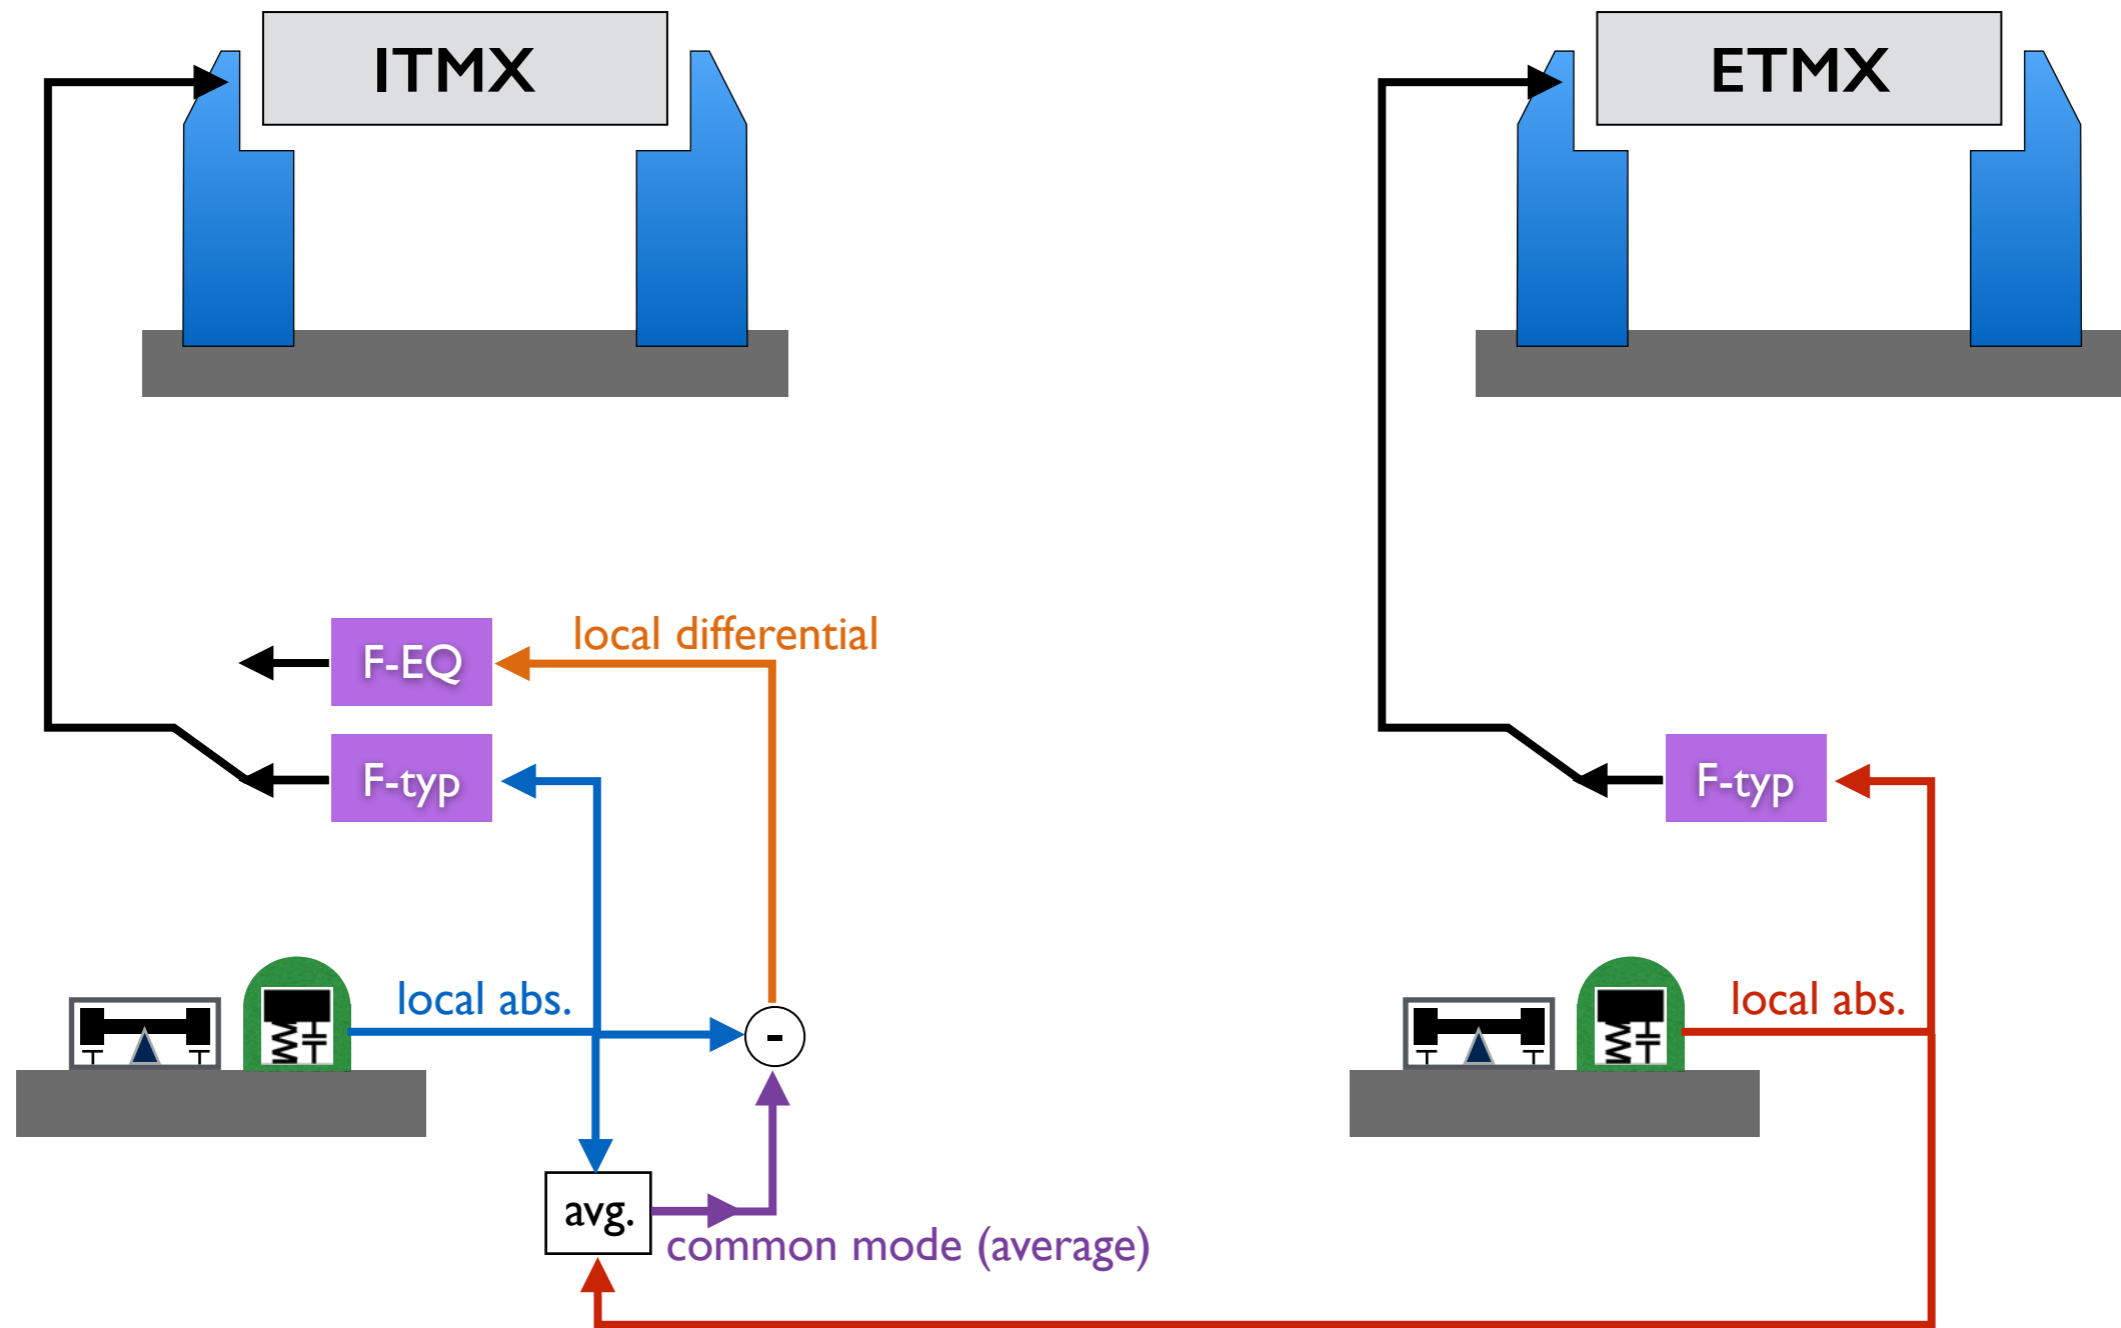 ITMX
ETMX
local differential
F-EQ
F-typ
F-typ
local abs.
local abs.
-
avg.
common mode (average)